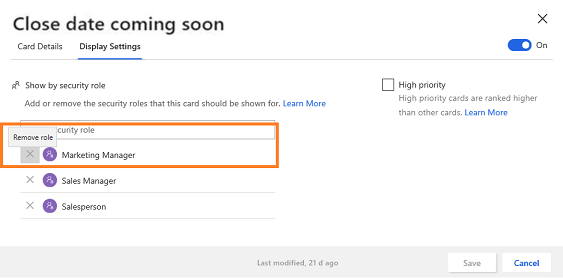 Close date coming soon
Card Details
Display Settings
On
Show by security role
Add or remove the security roles that this card should be shown for. Learn More
High priority
High priority cards are ranked higher
than other cards. Learn More
curity role
Remove role
Marketing Manager
Sales Manager
Salesperson
Last modified, 21 d ago
Save
Cancel